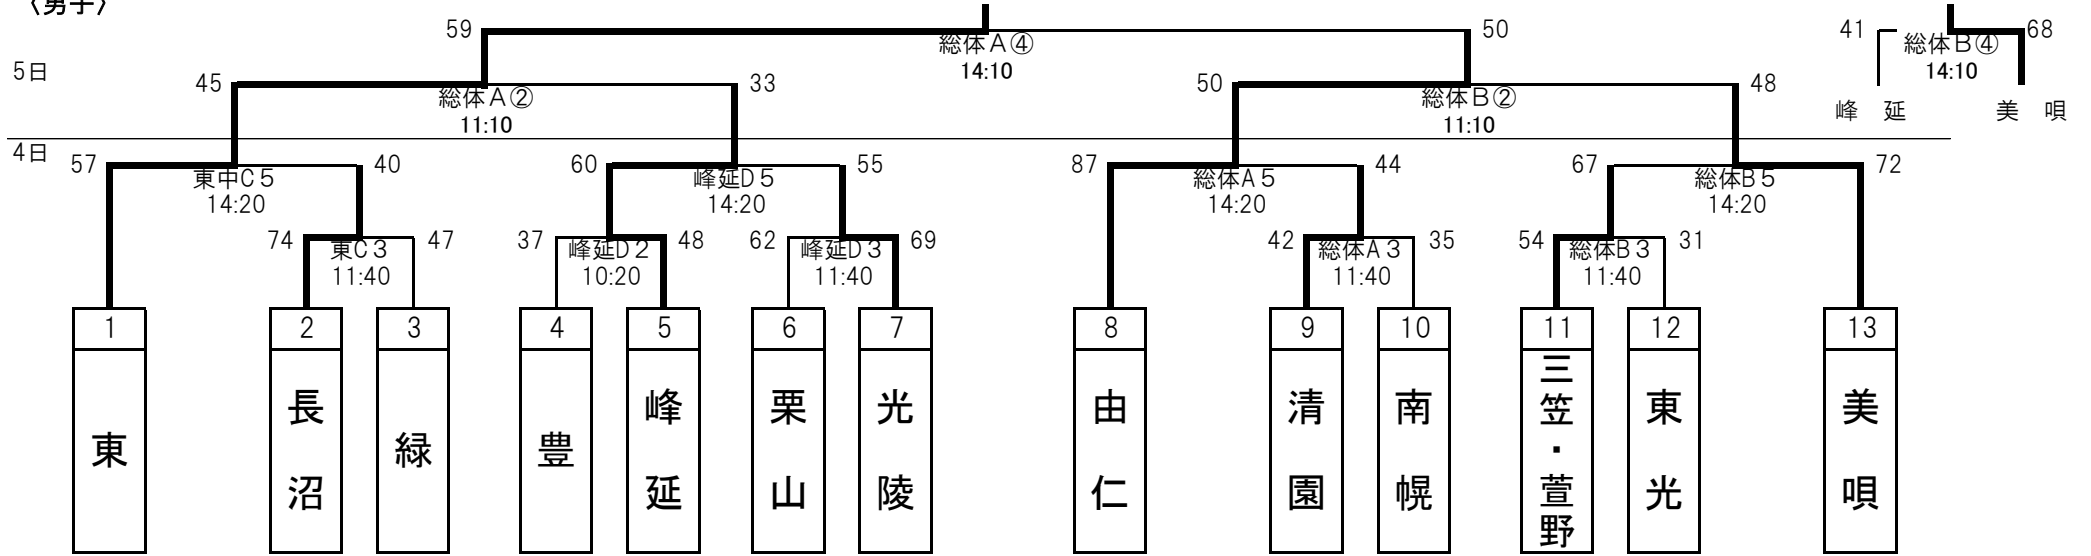 〈男子〉
59 総体A④ 50 41 総体B④ 68
14:10 14:10
5日
45 総体A② 33 50 総体B② 48 峰 延 美 唄
11:10 11:10
4日
57 東中C5 40 60 峰延D5 55 87 総体A5 44 67 総体B5 72
14:20 14:20 14:20 14:20
74 東C3 47 37 峰延D2 48 62 峰延D3 69 42 総体A3 35 54 総体B3 31
11:40 10:20 11:40 11:40 11:40
1 2 3 4 5 6 7 8 9 10 11 12 13
東 長沼 緑 豊 峰延 栗山 光陵 由仁 清園 南幌 三笠・萱野 東光 美唄